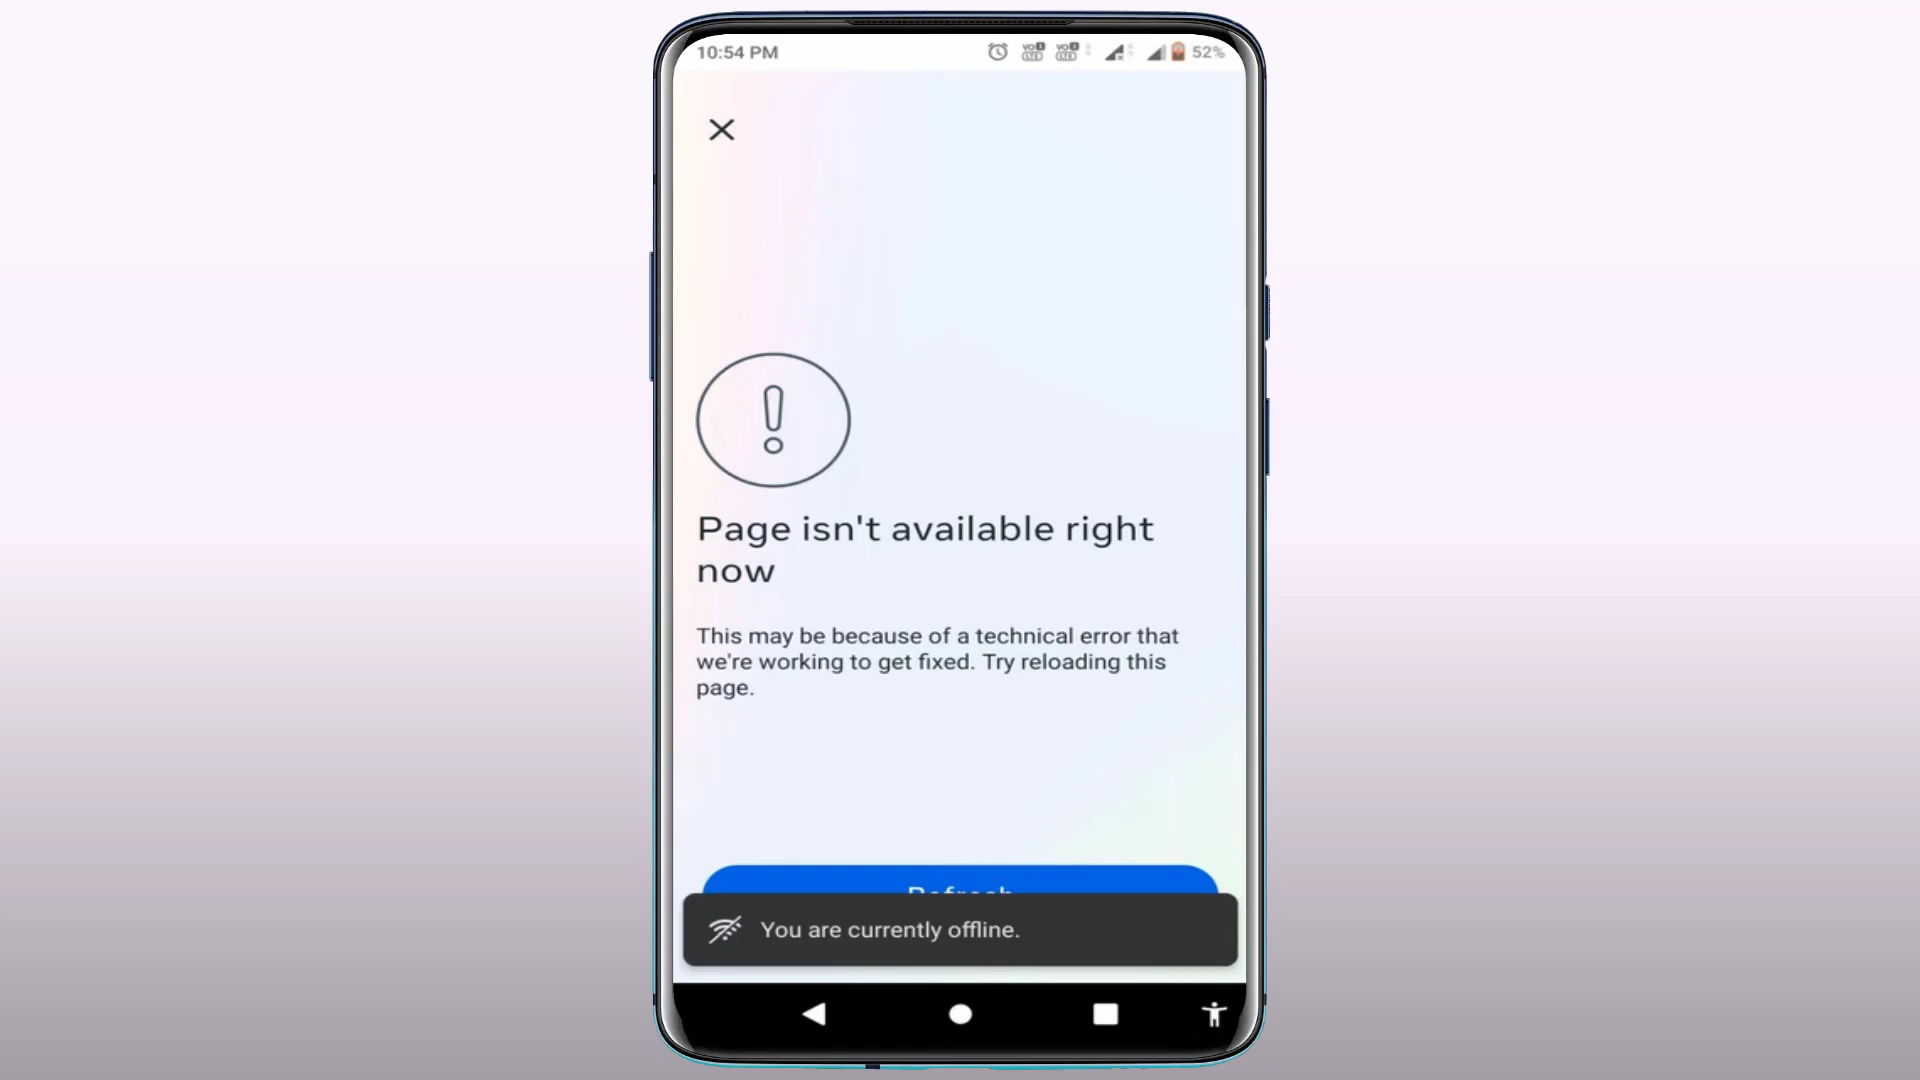 10:54 PM
52%
Page isn't available right
now
This may be because of a technical error that
we're working to get fixed. Try reloading this
page.
Refresh
You are currently offline.